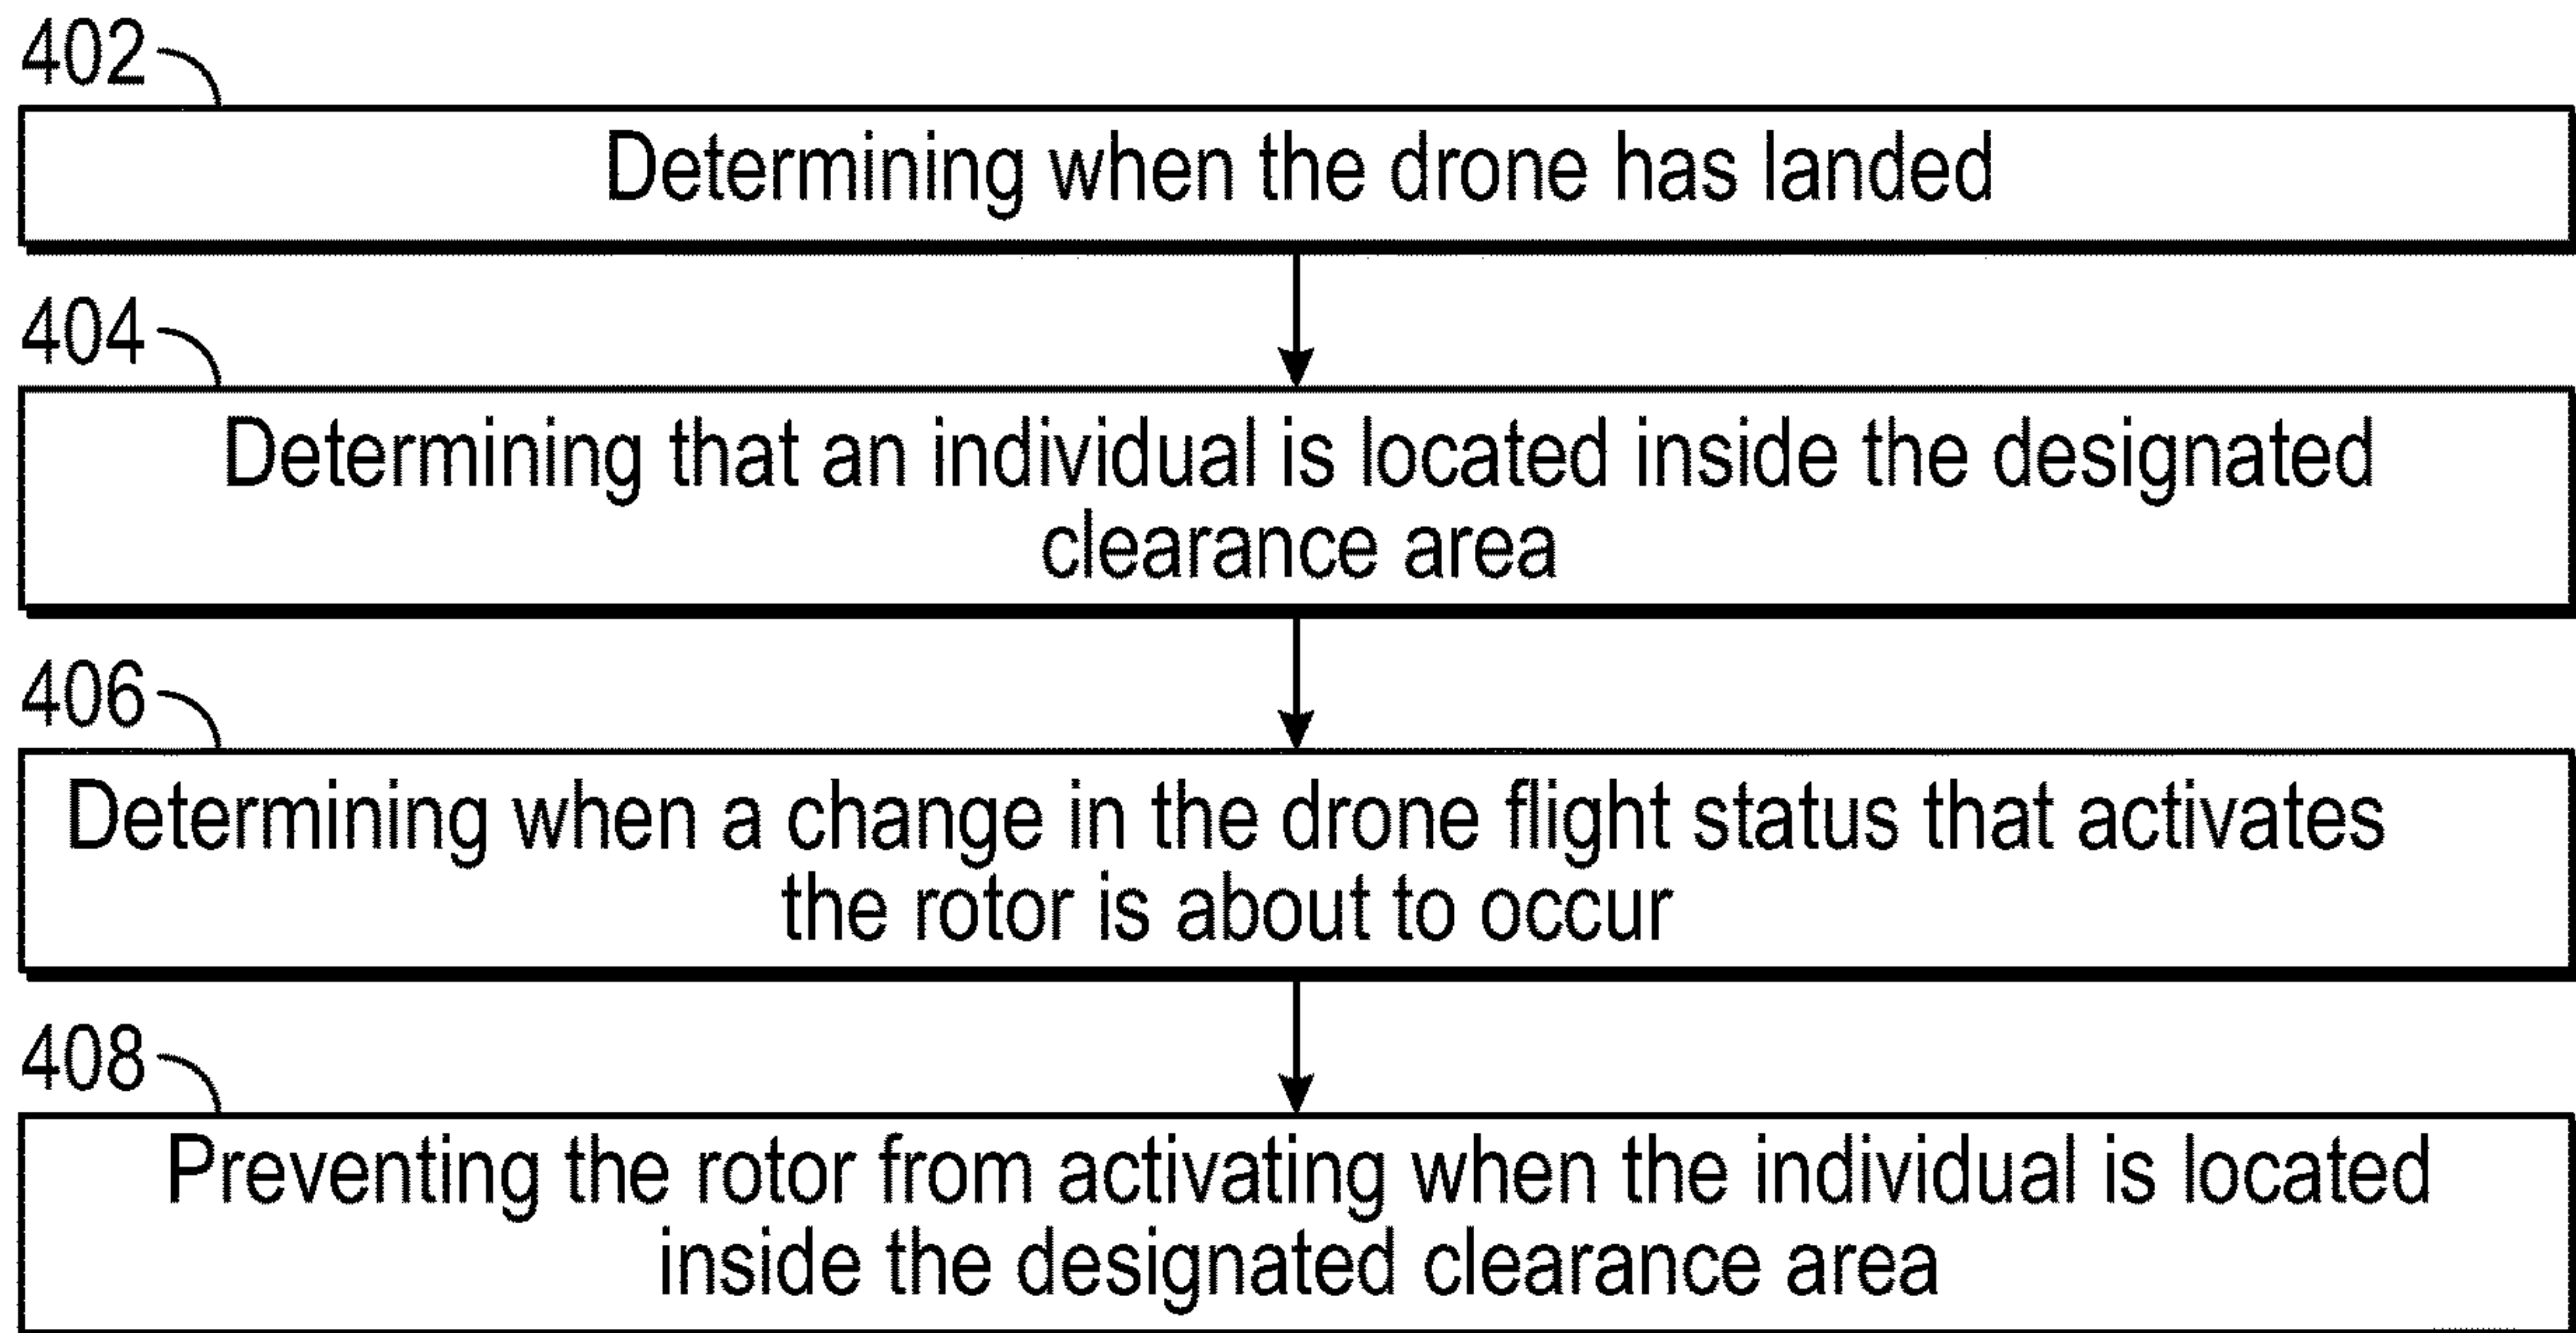 402
Determining when the drone has landed
404
Determining that an individual is located inside the designated
clearance area
406
Determining when a change in the drone flight status that activates
the rotor is about to occur
408
Preventing the rotor from activating when the individual is located
inside the designated clearance area